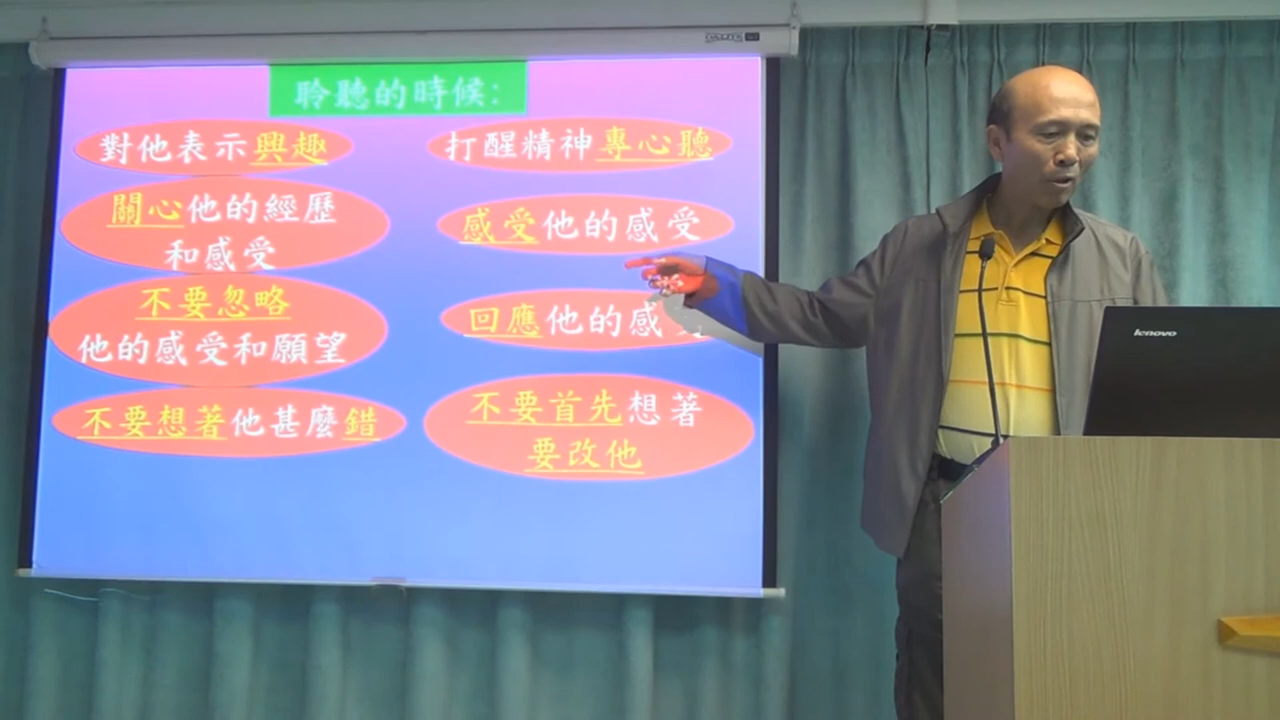 聆聽的時候:
對他表示興趣
打醒精神專心聽
關心他的經歷
和感受
感受他的感受
不要忽略
他的感受和願望
回應他的感受
不要想著他甚麼錯
不要首先想著
要改他
lenovo